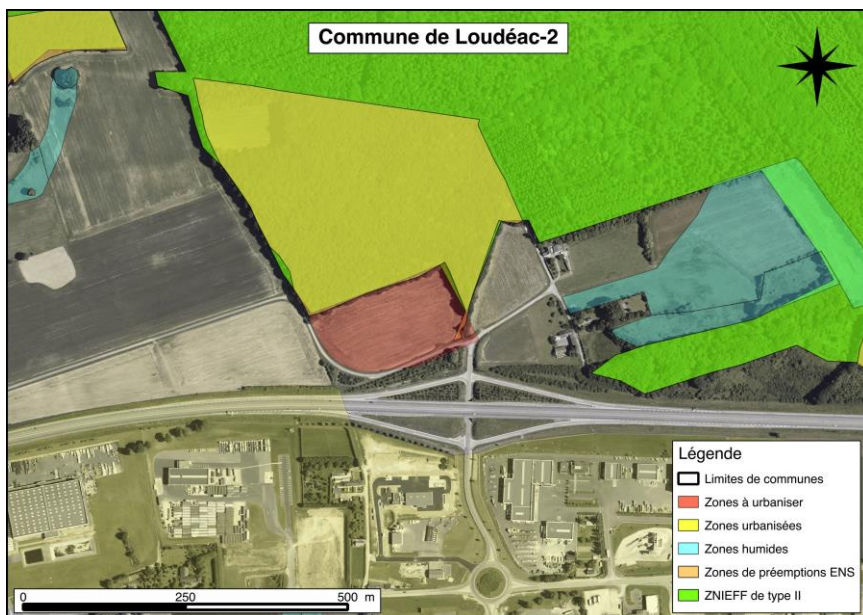 Commune de Loudéac-2
Légende
Limites de communes
Zones à urbaniser
Zones urbanisées
Zones humides
Zones de préemptions ENS
ZNIEFF de type II
0 250 500 m